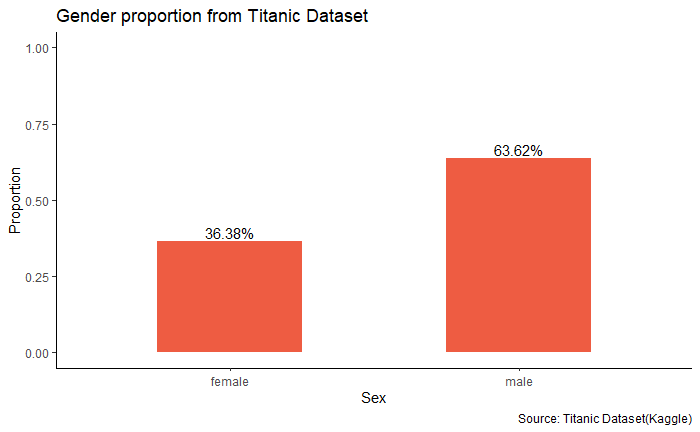 Gender proportion from Titanic Dataset
1.00
0.75
0.50
0.25
0.00
Proportion
36.38%
63.62%
female
male
Sex
Source: Titanic Dataset(Kaggle)